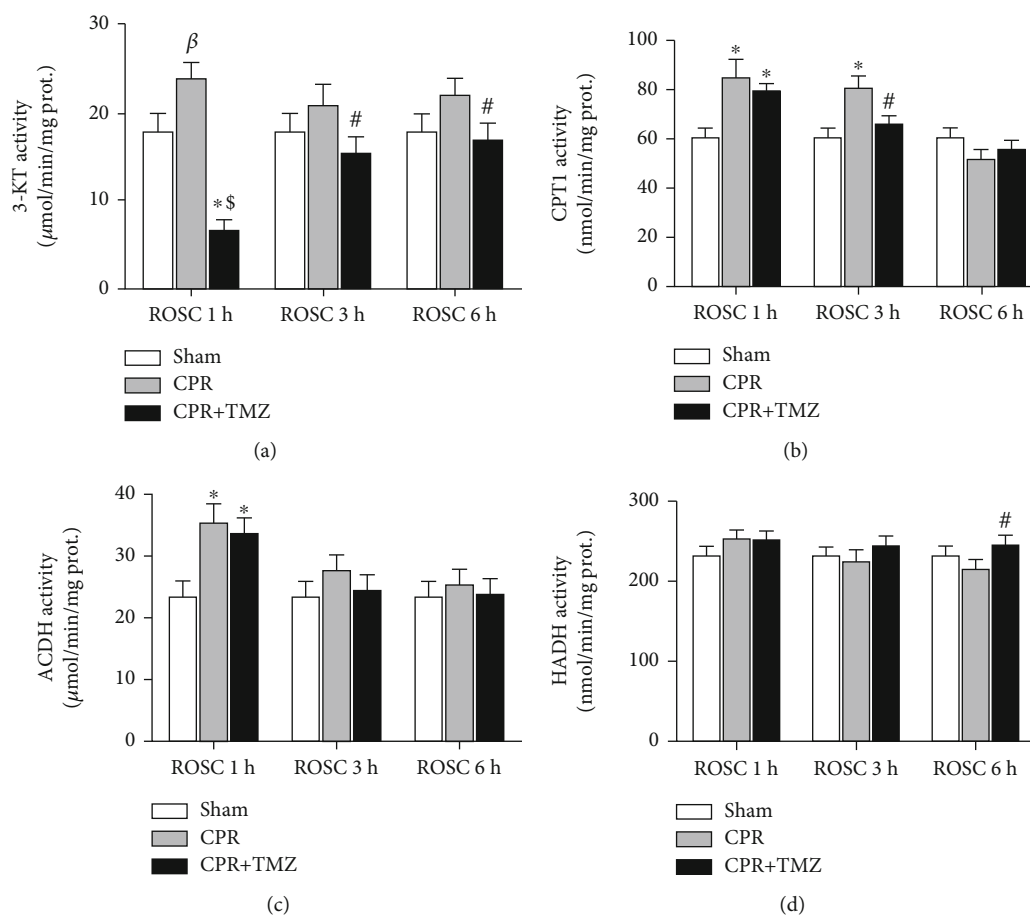 3-KT activity
(μmol/min/mg prot.)
30
20
10
0
β
*$
#
#
ROSC 1 h
ROSC 3 h
ROSC 6 h
Sham
CPR
CPR+TMZ
(a)
CPT1 activity
(nmol/min/mg prot.)
100
80
60
40
20
0
*
*
*
#
ROSC 1 h
ROSC 3 h
ROSC 6 h
Sham
CPR
CPR+TMZ
(b)
ACDH activity
(μmol/min/mg prot.)
40
30
20
10
0
*
*
ROSC 1 h
ROSC 3 h
ROSC 6 h
Sham
CPR
CPR+TMZ
(c)
HADH activity
(nmol/min/mg prot.)
300
200
100
0
#
ROSC 1 h
ROSC 3 h
ROSC 6 h
Sham
CPR
CPR+TMZ
(d)